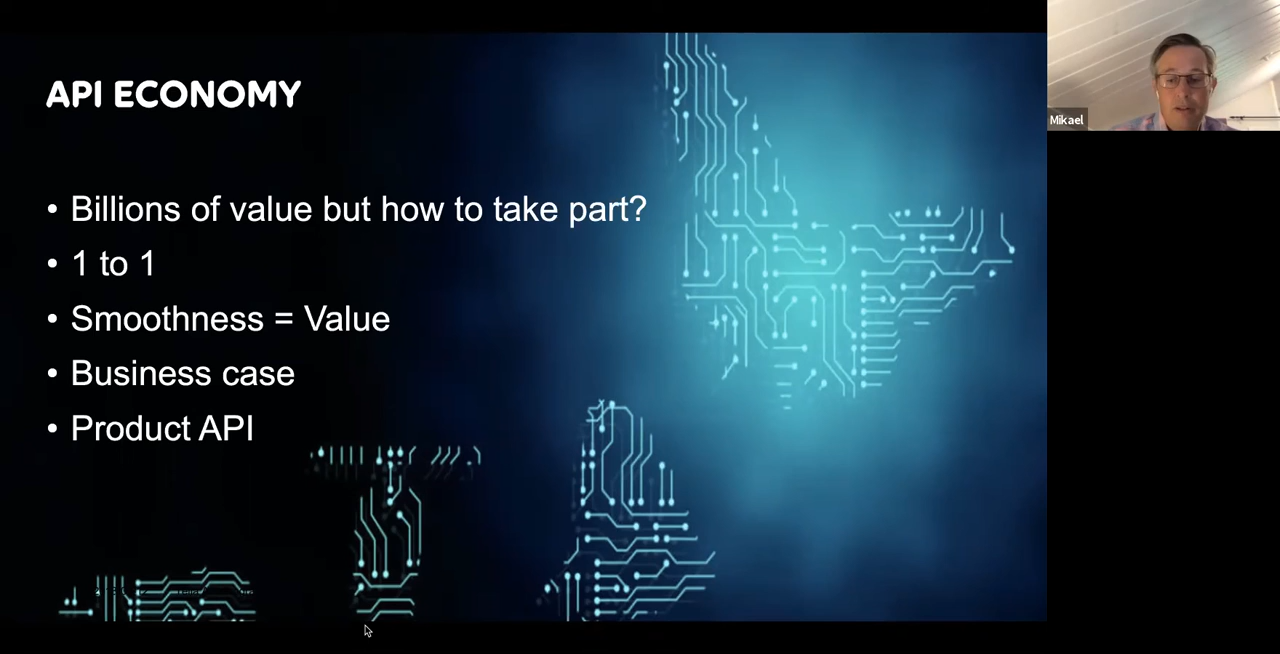 API ECONOMY
• Billions of value but how to take part?
• 1 to 1
• Smoothness = Value
• Business case
• Product API
Mikael